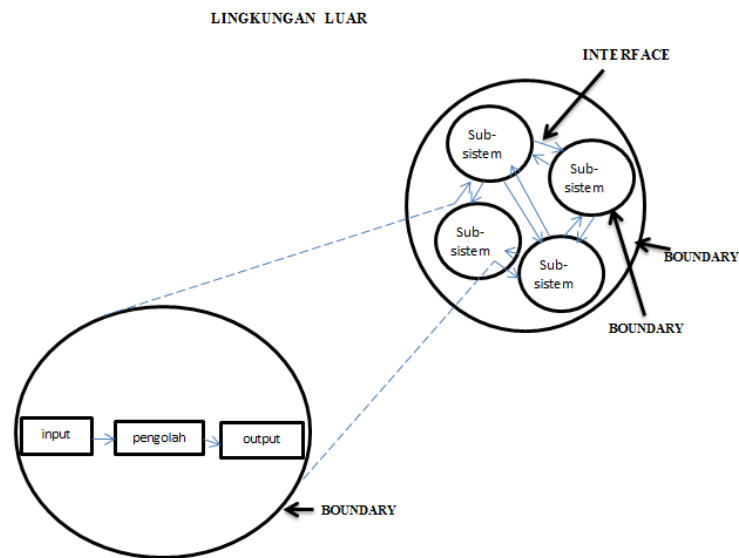 LINGKUNGAN LUAR
INTERFACE
Sub-
sistem
Sub-
sistem
Sub-
sistem
Sub-
sistem
BOUNDARY
BOUNDARY
input
pengolah
output
BOUNDARY